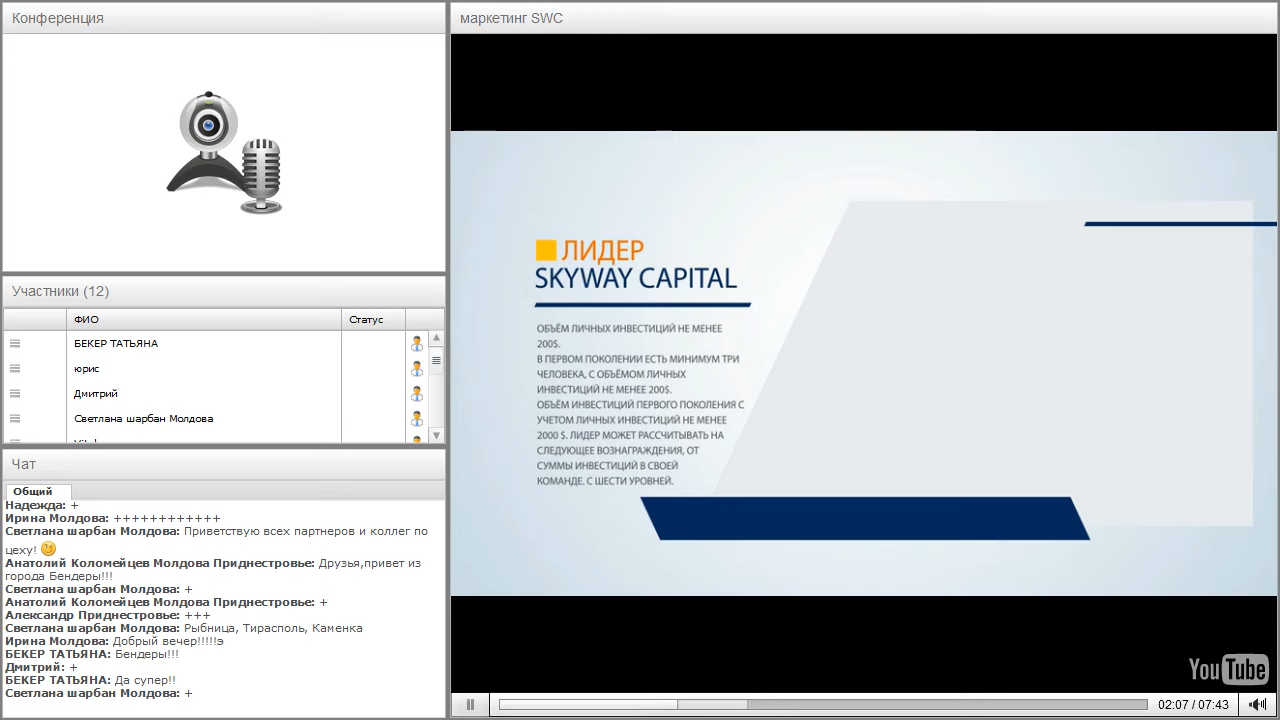 Конференция
Участники (12)
ФИО
Статус
БЕКЕР ТАТЬЯНА
юрис
Дмитрий
Светлана шарбан Молдова
Чат
Общий
Надежда: +
Ирина Молдова: ++++++++++++
Светлана шарбан Молдова: Приветствую всех партнеров и коллег по
цеху!
Анатолий Коломейцев Молдова Приднестровье: Друзья,привет из
города Бендеры!!!
Светлана шарбан Молдова: +
Анатолий Коломейцев Молдова Приднестровье: +
Александр Приднестровье: +++
Светлана шарбан Молдова: Рыбница, Тирасполь, Каменка
Ирина Молдова: Добрый вечер!!!!!э
БЕКЕР ТАТЬЯНА: Бендеры!!!
Дмитрий: +
БЕКЕР ТАТЬЯНА: Да супер!!
Светлана шарбан Молдова: +
маркетинг SWC
ЛИДЕР
SKYWAY CAPITAL
ОБЪЁМ ЛИЧНЫХ ИНВЕСТИЦИЙ НЕ МЕНЕЕ
200$.
В ПЕРВОМ ПОКОЛЕНИИ ЕСТЬ МИНИМУМ ТРИ
ЧЕЛОВЕКА, С ОБЪЁМОМ ЛИЧНЫХ
ИНВЕСТИЦИЙ НЕ МЕНЕЕ 200$.
ОБЪЁМ ИНВЕСТИЦИЙ ПЕРВОГО ПОКОЛЕНИЯ С
УЧЕТОМ ЛИЧНЫХ ИНВЕСТИЦИЙ НЕ МЕНЕЕ
2000 $. ЛИДЕР МОЖЕТ РАССЧИТЫВАТЬ НА
СЛЕДУЮЩЕЕ ВОЗНАГРАЖДЕНИЯ, ОТ
СУММЫ ИНВЕСТИЦИЙ В СВОЕЙ
КОМАНДЕ. С ШЕСТИ УРОВНЕЙ.
YouTube
02:07 / 07:43